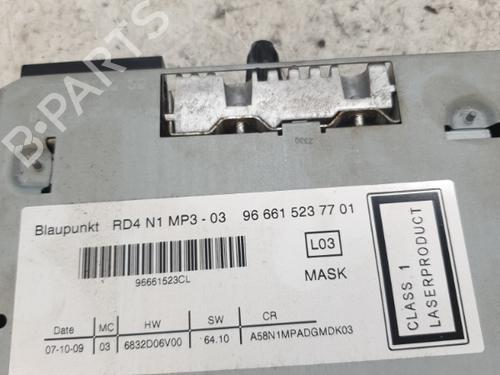 B-PARTS
2330
Blaupunkt RD4 N1 MP3 - 03 96 661 523 77 01
96661523CL
L03
MASK
CLASS 1
LASERPRODUCT
Date MC HW SW CR
07-10-09 03 6832D06V00 64.10 A58N1MPADGMDK03